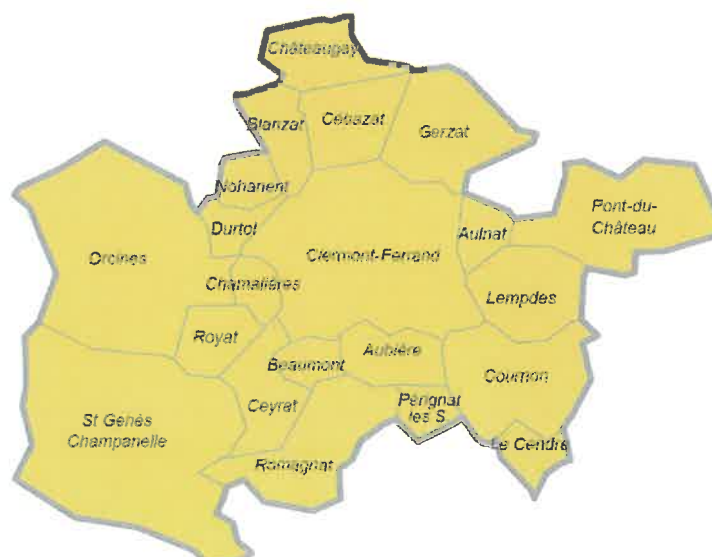 Châteaugay
Blanzat
Cébazat
Gerzat
Nohanent
Durtol
Aulnat
Pont-du-
Château
Orcines
Clermont-Ferrand
Chamalières
Lempdes
Royat
Beaumont
Aubière
Cournon
Ceyrat
Pérignat
les S.
St Genès
Champanelle
Le Cendre
Romagnat